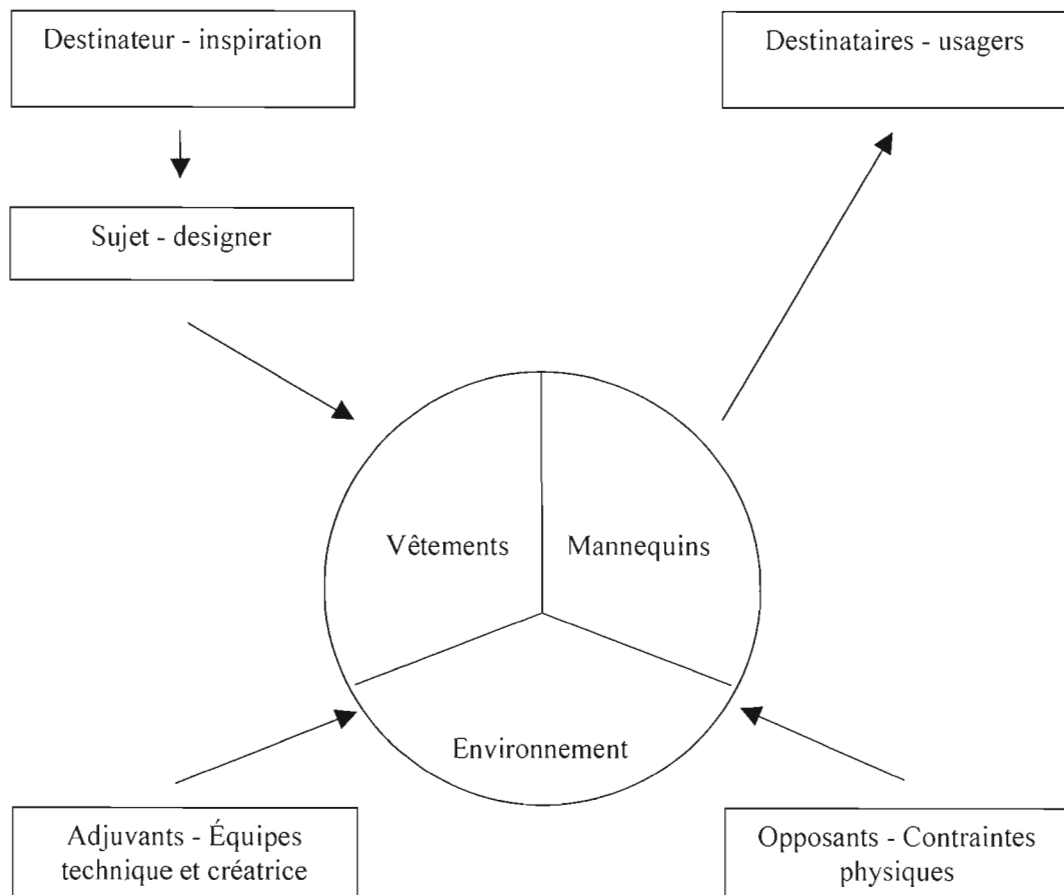 Destinateur - inspiration
Destinataires - usagers
Sujet - designer
Vêtements
Mannequins
Environnement
Adjuvants - Équipes
technique et créatrice
Opposants - Contraintes
physiques